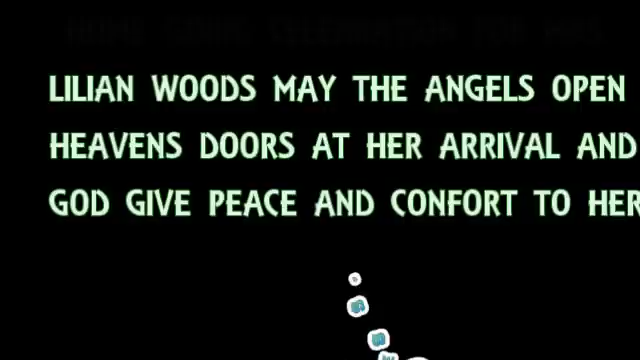 LILIAN WOODS MAY THE ANGELS OPEN
HEAVENS DOORS AT HER ARRIVAL AND
GOD GIVE PEACE AND CONFORT TO HER